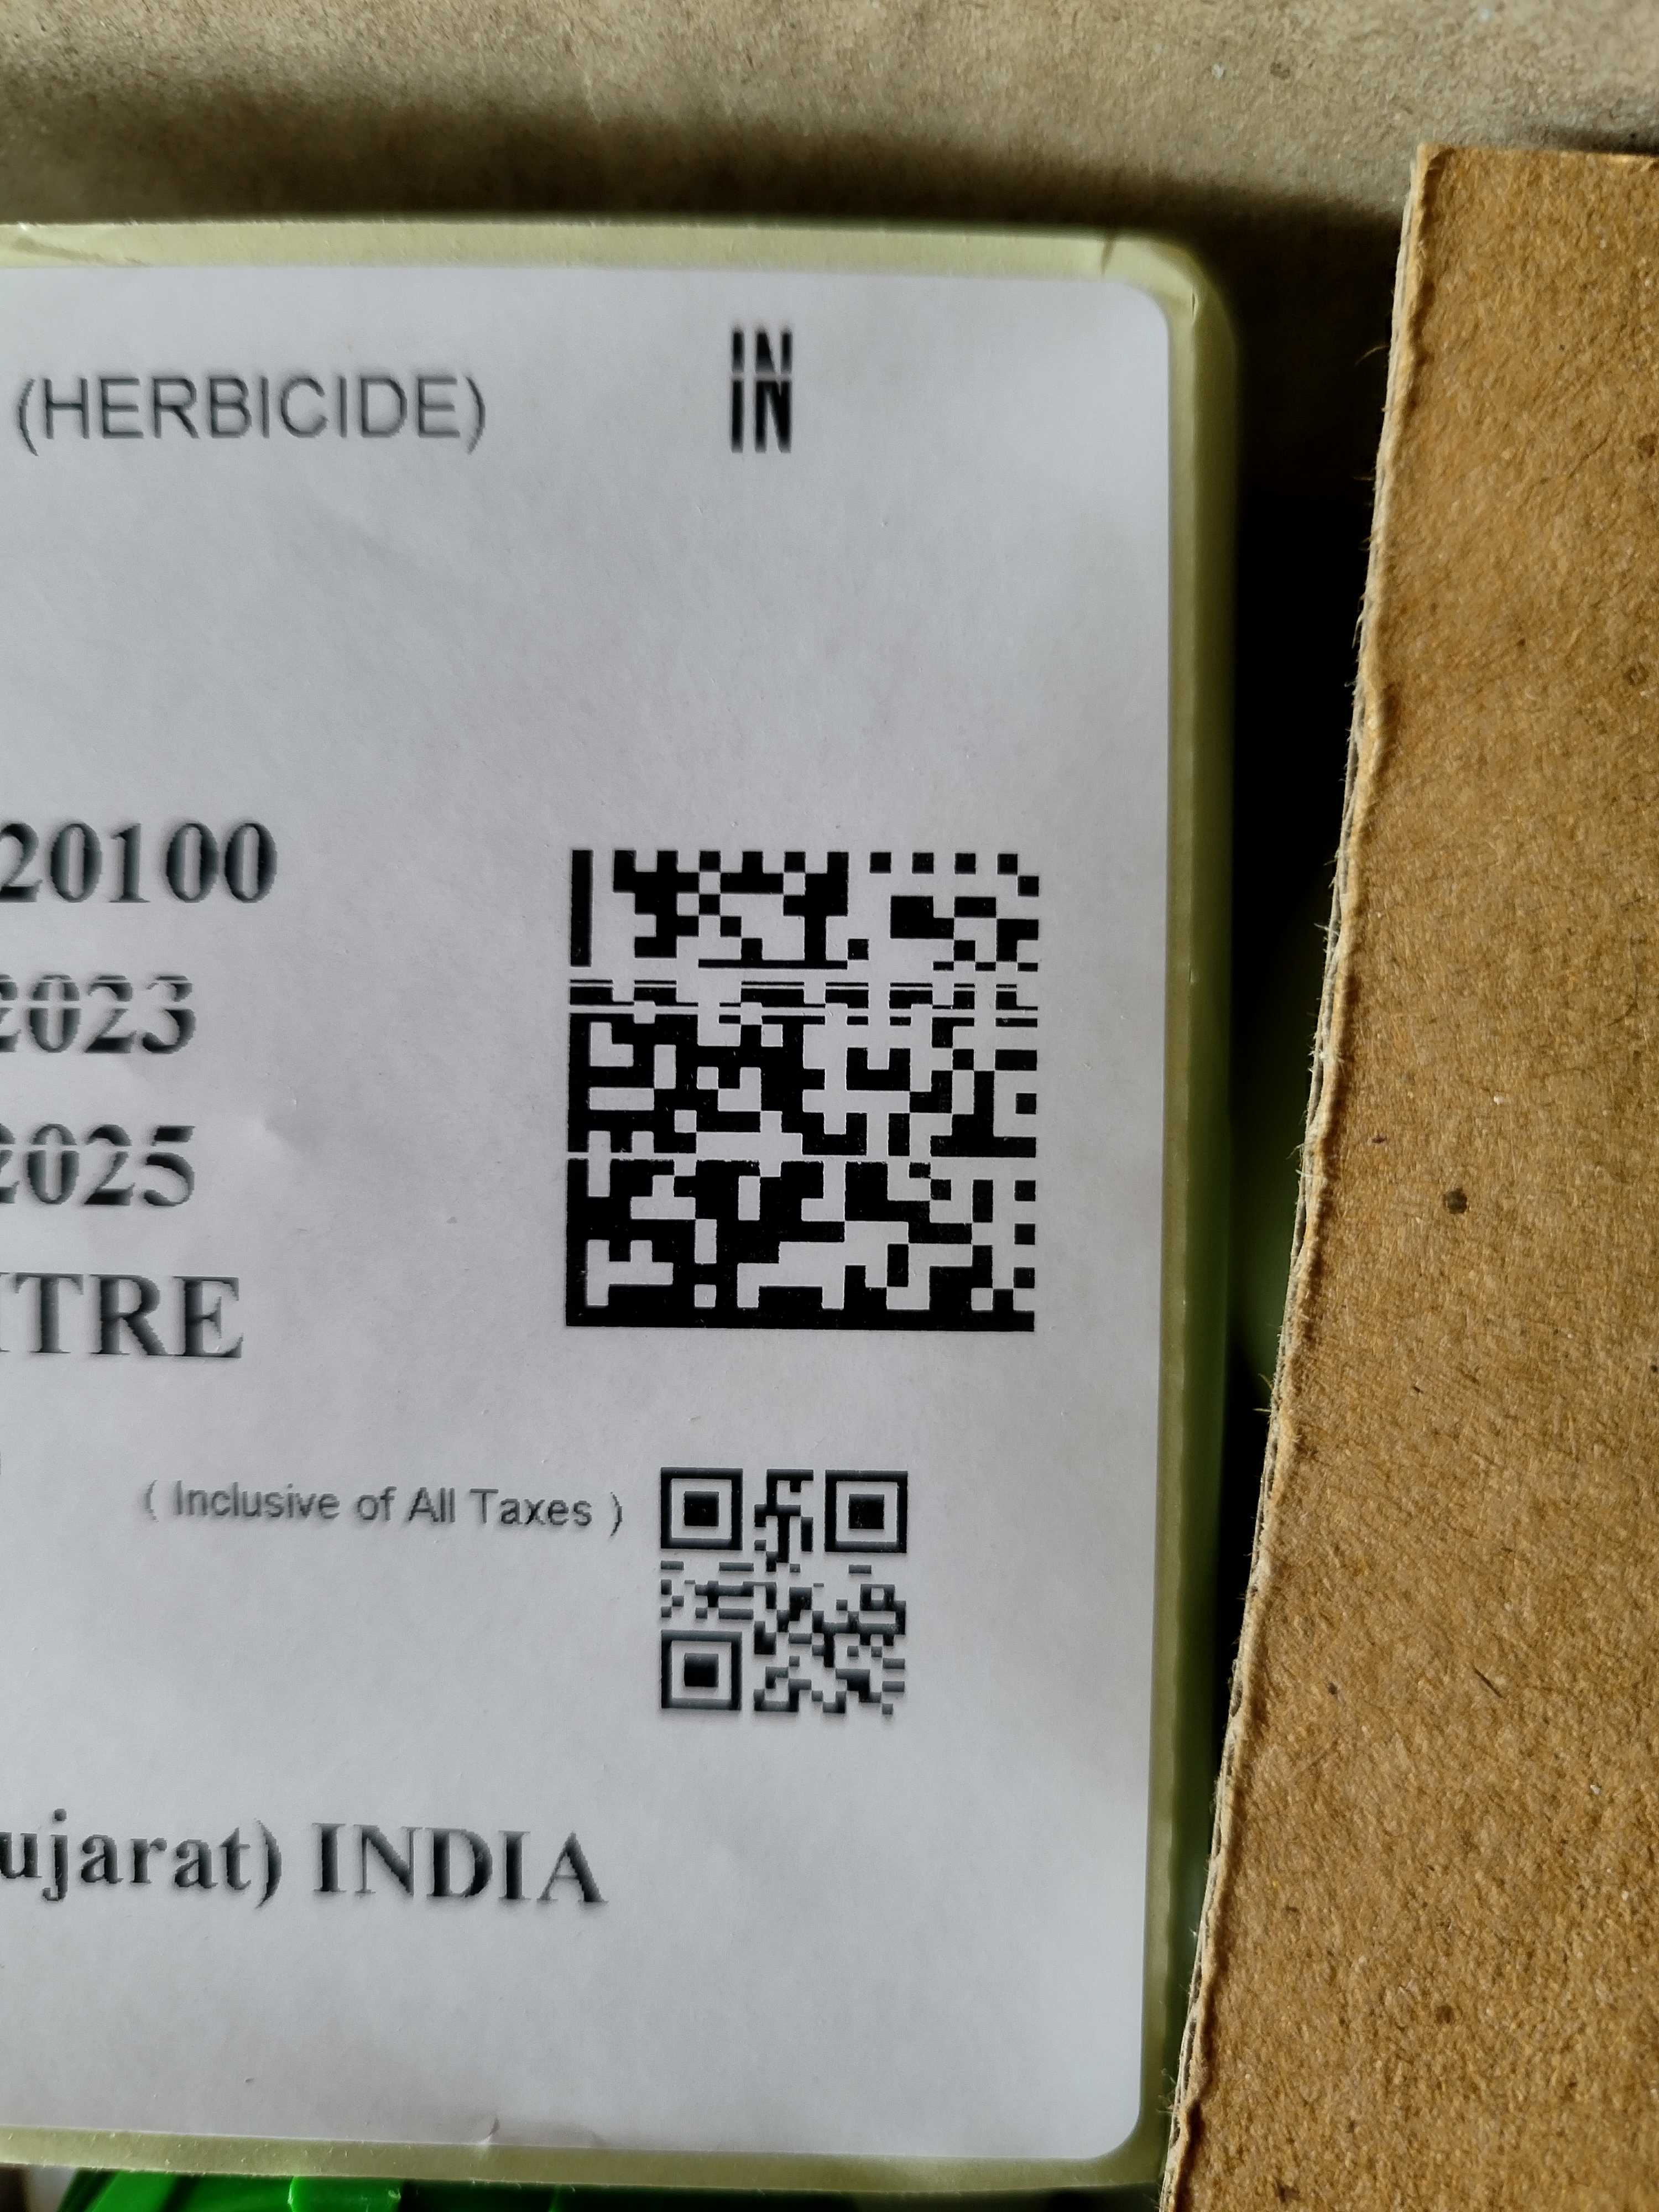 (HERBICIDE)
IN
20100
2023
2025
ITRE
( Inclusive of All Taxes )
ujarat) INDIA